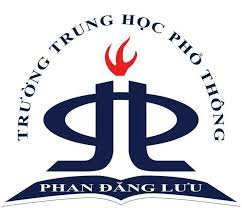 TRƯỜNG TRUNG HỌC PHỔ THÔNG
PHAN ĐĂNG LƯU